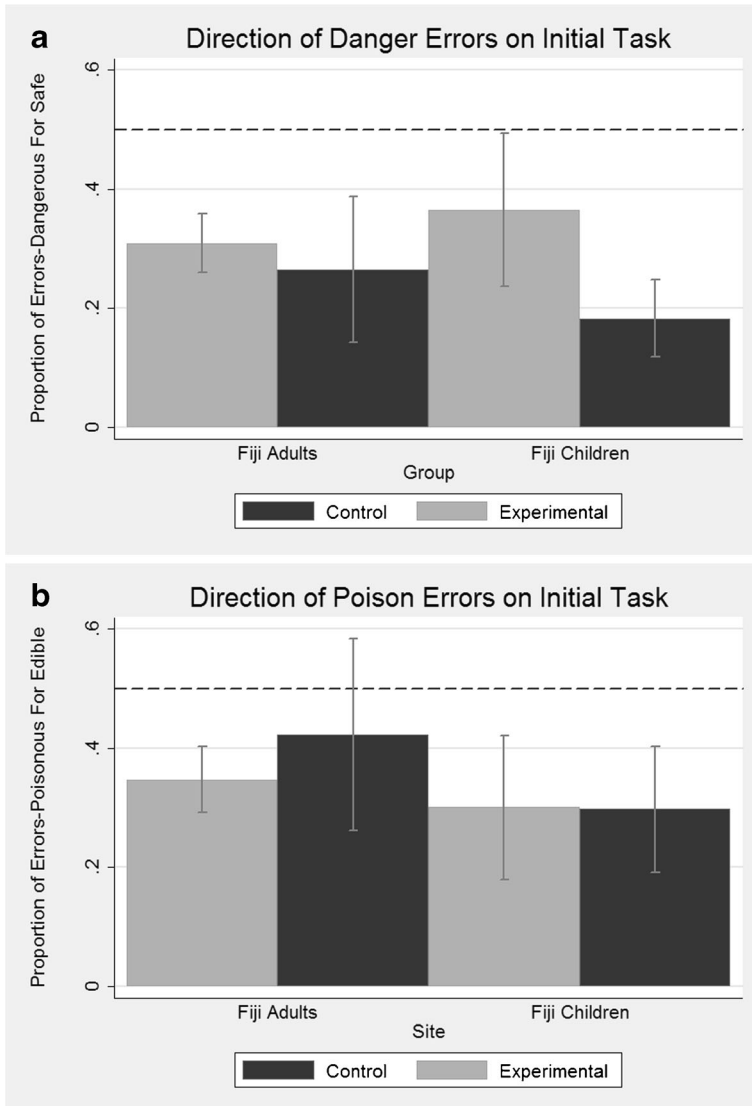 a
Direction of Danger Errors on Initial Task
Proportion of Errors-Dangerous For Safe
.6
.4
.2
0
Fiji Adults Fiji Children
Group
Control Experimental
b
Direction of Poison Errors on Initial Task
Proportion of Errors-Poisonous For Edible
.6
.4
.2
0
Fiji Adults Fiji Children
Site
Control Experimental